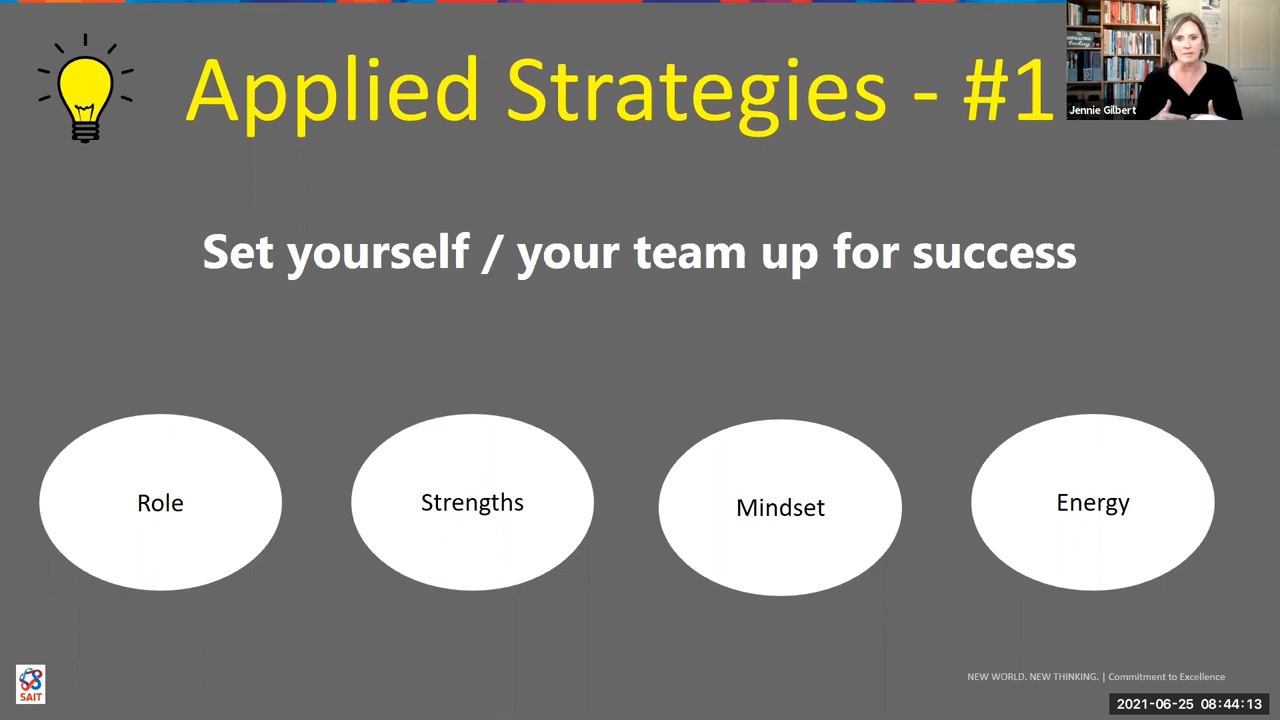 Applied Strategies - #1
Jennie Gilbert
Set yourself / your team up for success
Role
Strengths
Mindset
Energy
SAIT
NEW WORLD. NEW THINKING. | Commitment to Excellence
2021-06-25 08:44:13